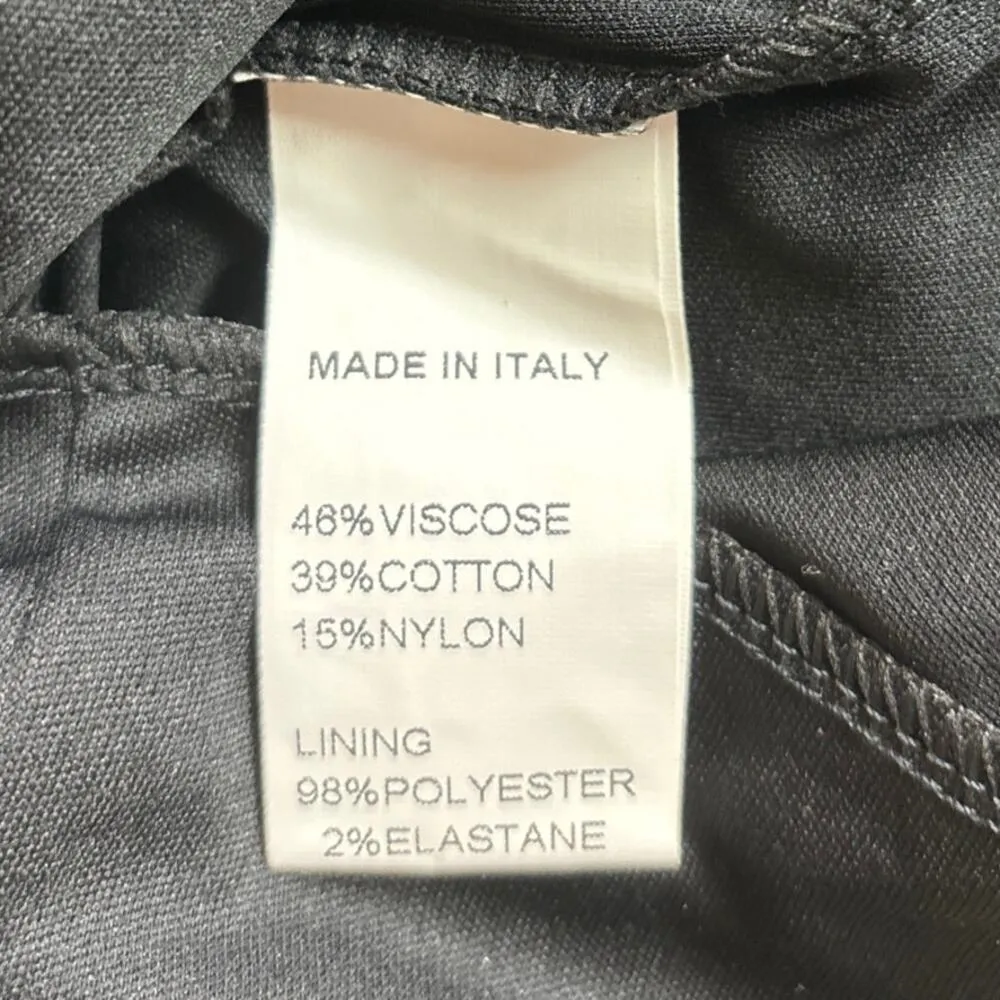 MADE IN ITALY
46%VISCOSE
39%COTTON
15%NYLON
LINING
98%POLYESTER
2%ELASTANE